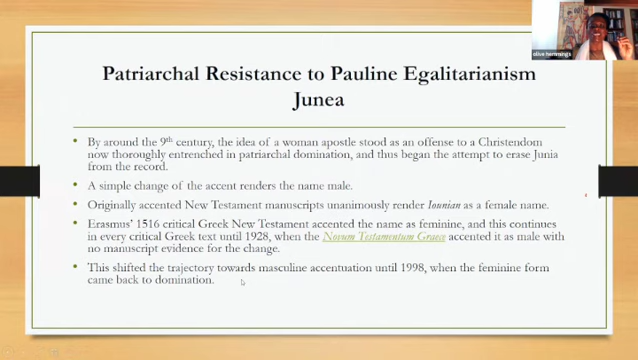 Patriarchal Resistance to Pauline Egalitarianism
Junea
olive hemmings
• By around the 9th century, the idea of a woman apostle stood as an offense to a Christendom
now thoroughly entrenched in patriarchal domination, and thus began the attempt to erase Junia
from the record.
• A simple change of the accent renders the name male.
• Originally accented New Testament manuscripts unanimously render Iounian as a female name.
• Erasmus' 1516 critical Greek New Testament accented the name as feminine, and this continues
in every critical Greek text until 1928, when the Novum Testamentum Graece accented it as male with
no manuscript evidence for the change.
• This shifted the trajectory towards masculine accentuation until 1998, when the feminine form
came back to domination.